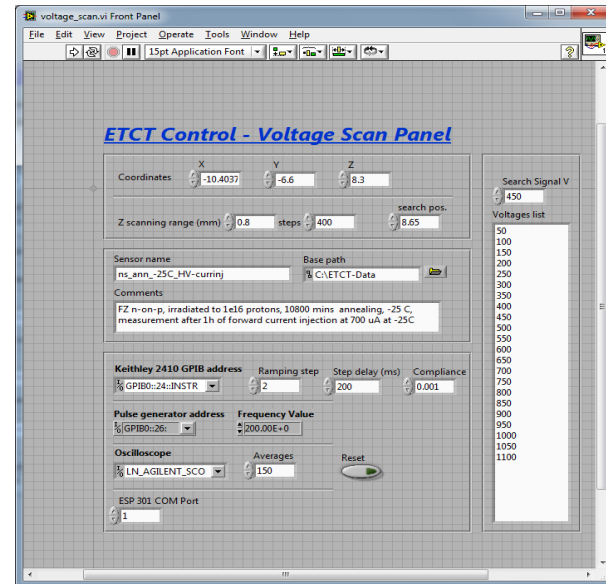 voltage_scan.vi Front Panel
File Edit View Project Operate Tools Window Help
15pt Application Font
ETCT Control - Voltage Scan Panel
X Y Z
Coordinates -10.4037 -6.6 8.3
search pos.
Z scanning range (mm) 0.8 steps 400 8.65
Sensor name Base path
ns_ann_-25C_HV-currinj C:\ETCT-Data
Comments
FZ n-on-p, irradiated to 1e16 protons, 10800 mins annealing, -25 C,
measurement after 1h of forward current injection at 700 uA at -25C
Keithley 2410 GPIB address Ramping step Step delay (ms) Compliance
GPIB0::24::INSTR 2 200 0.001
Pulse generator address Frequency Value
GPIB0::26: 200.00E+0
Oscilloscope Averages Reset
LN_AGILENT_SCO 150
ESP 301 COM Port
1
Search Signal V
450
Voltages list
50
100
150
200
250
300
350
400
450
500
550
600
650
700
750
800
850
900
950
1000
1050
1100